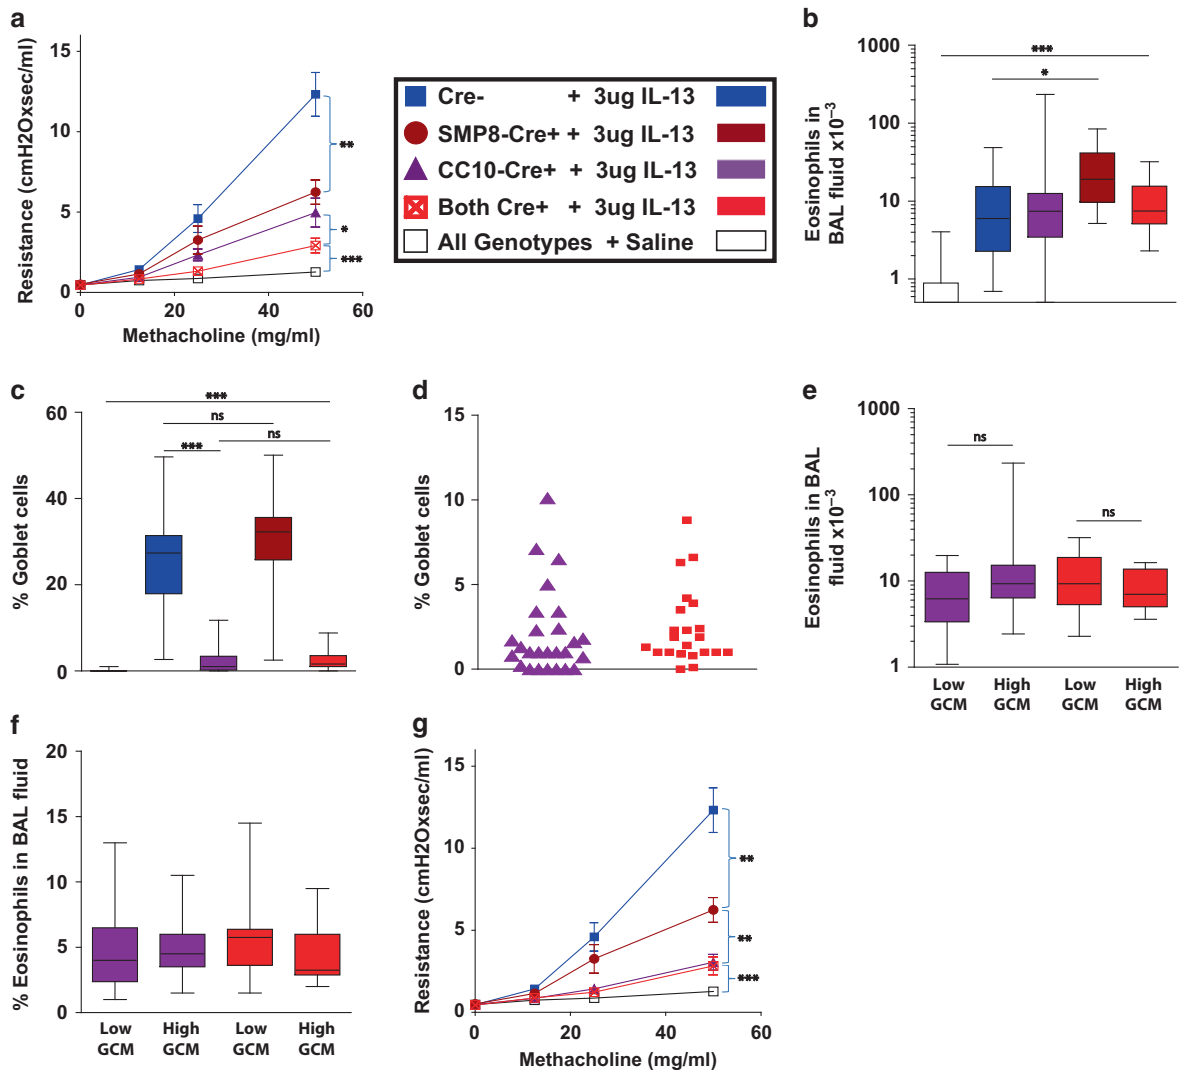 a
Resistance (cmH2Oxsec/ml)
15
10
5
0
0
20
40
60
Methacholine (mg/ml)
**
*
***
Cre- + 3ug IL-13
SMP8-Cre+ + 3ug IL-13
CC10-Cre+ + 3ug IL-13
Both Cre+ + 3ug IL-13
All Genotypes + Saline
b
Eosinophils in
BAL fluid x10⁻³
1000
100
10
1
***
*
c
% Goblet cells
60
40
20
0
***
ns
ns
***
d
% Goblet cells
15
10
5
0
e
Eosinophils in BAL
fluid x10⁻³
1000
100
10
1
ns
ns
Low
GCM
High
GCM
Low
GCM
High
GCM
f
% Eosinophils in BAL fluid
20
15
10
5
0
Low
GCM
High
GCM
Low
GCM
High
GCM
g
Resistance (cmH2Oxsec/ml)
15
10
5
0
0
20
40
60
Methacholine (mg/ml)
**
**
***